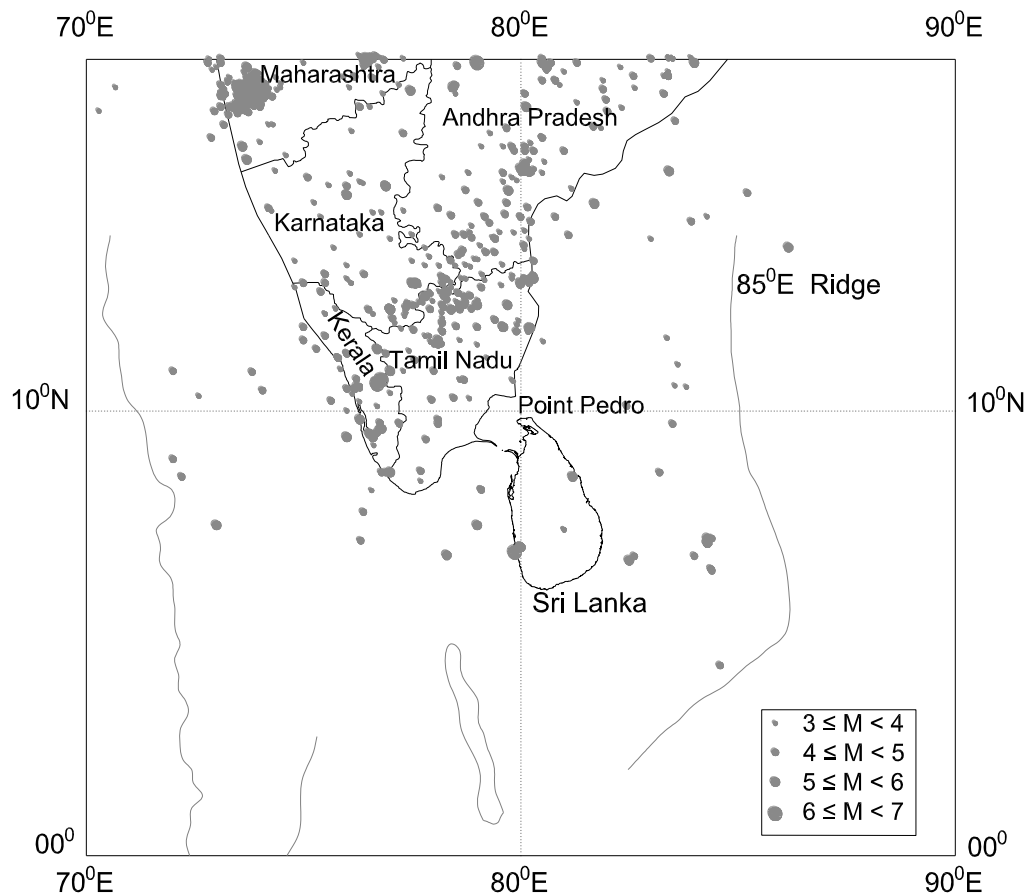 70⁰E 80⁰E 90⁰E
Maharashtra
Andhra Pradesh
Karnataka
85⁰E Ridge
Kerala
Tamil Nadu
10⁰N Point Pedro 10⁰N
Sri Lanka
3 ≤ M < 4
4 ≤ M < 5
5 ≤ M < 6
6 ≤ M < 7
00⁰ 00⁰
70⁰E 80⁰E 90⁰E